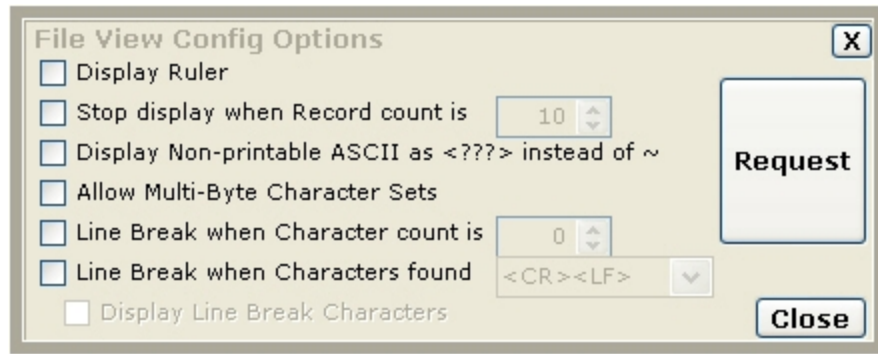 File View Config Options X
Display Ruler
Stop display when Record count is 10
Display Non-printable ASCII as <???> instead of ~
Request
Allow Multi-Byte Character Sets
Line Break when Character count is 0
Line Break when Characters found <CR><LF>
Display Line Break Characters
Close